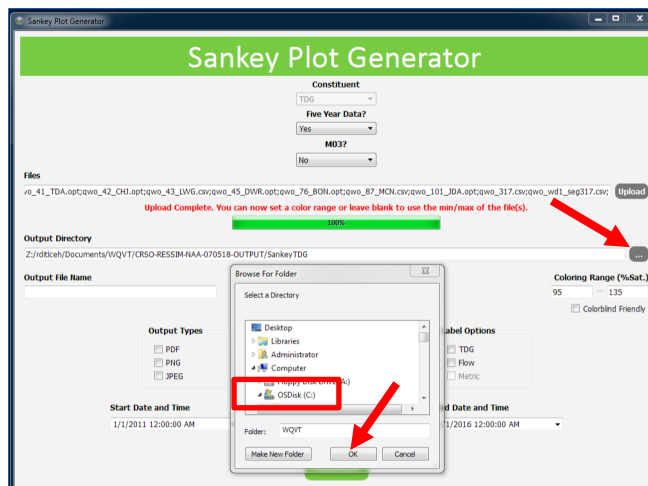 Sankey Plot Generator
Sankey Plot Generator
Constituent
TDG
Five Year Data?
Yes
M03?
No
Files
wo_41_TDA.opt;qwo_42_CHJ.opt;qwo_43_LWG.csv;qwo_45_DWR.opt;qwo_76_BON.opt;qwo_87_MCN.csv;qwo_101_JDA.opt;qwo_317.csv;qwo_wd1_seg317.csv; Upload
Upload Complete. You can now set a color range or leave blank to use the min/max of the file(s).
100%
Output Directory
Z:/rditlceh/Documents/WQVT/CRSO-RESSIM-NAA-070518-OUTPUT/SankeyTDG ...
Output File Name
Browse For Folder
Coloring Range (%Sat.)
Select a Directory
95 — 135
Colorblind Friendly
Desktop
Libraries
Administrator
Computer
Floppy Disk Drive (A:)
OSDisk (C:)
Output Types
PDF
PNG
JPEG
abel Options
TDG
Flow
Metric
Folder: WQVT
Make New Folder OK Cancel
Start Date and Time
1/1/2011 12:00:00 AM
d Date and Time
/1/2016 12:00:00 AM